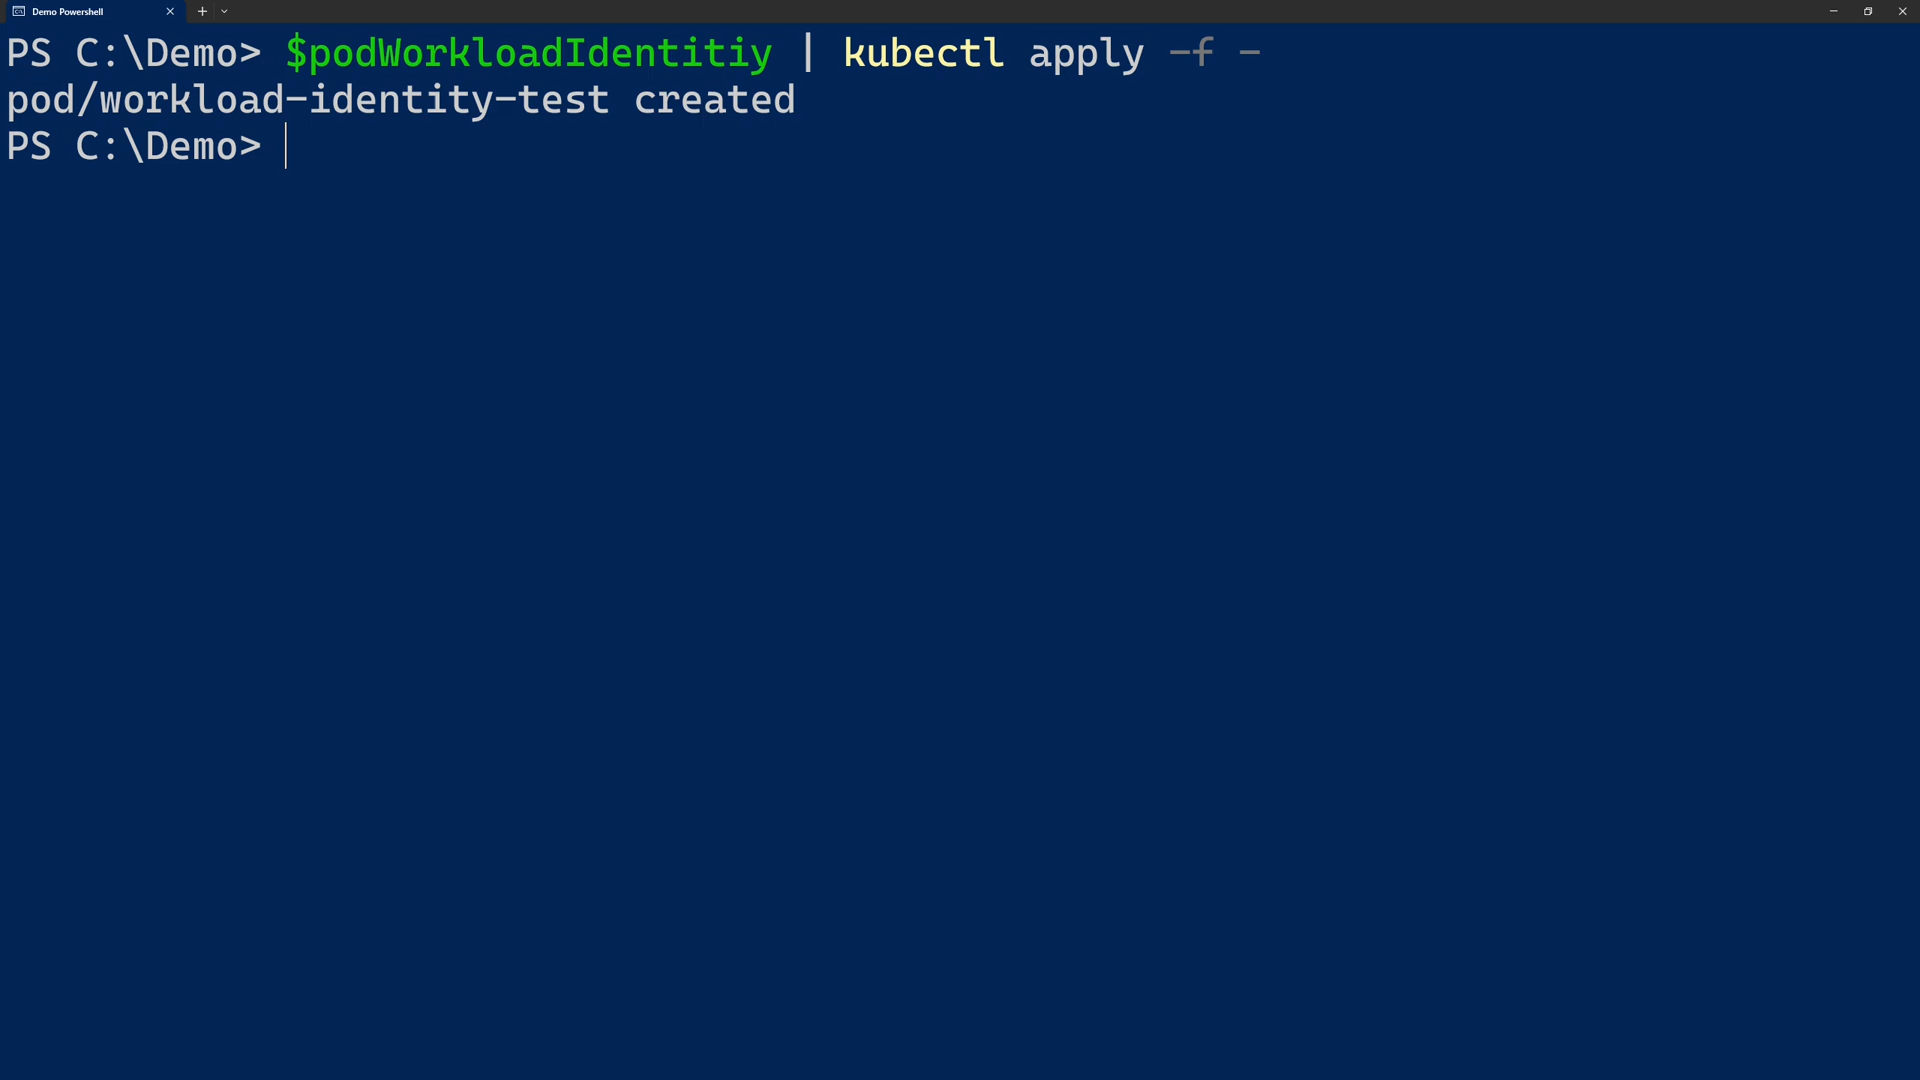 Demo Powershell
PS C:\Demo> $podWorkloadIdentitiy | kubectl apply -f -
pod/workload-identity-test created
PS C:\Demo>